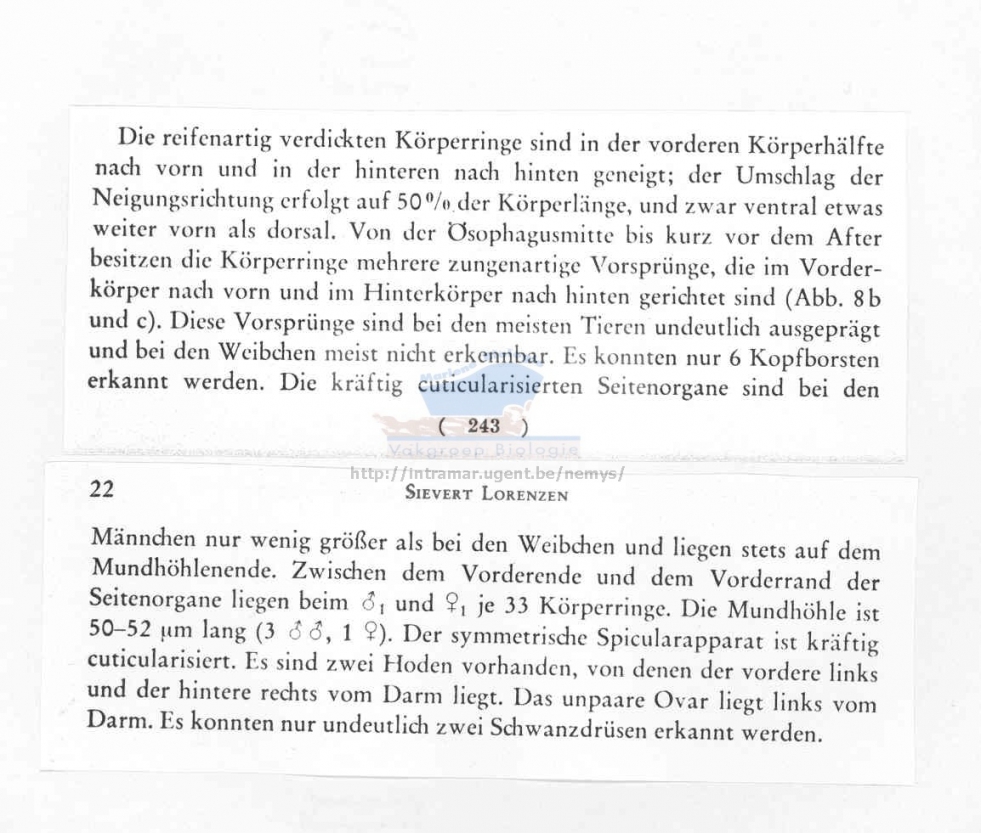 Die reifenartig verdickten Körperringe sind in der vorderen Körperhälfte
nach vorn und in der hinteren nach hinten geneigt; der Umschlag der
Neigungsrichtung erfolgt auf 50% der Körperlänge, und zwar ventral etwas
weiter vorn als dorsal. Von der Ösophagusmitte bis kurz vor dem After
besitzen die Körperringe mehrere zungenartige Vorsprünge, die im Vorder-
körper nach vorn und im Hinterkörper nach hinten gerichtet sind (Abb. 8 b
und c). Diese Vorsprünge sind bei den meisten Tieren undeutlich ausgeprägt
und bei den Weibchen meist nicht erkennbar. Es konnten nur 6 Kopfborsten
erkannt werden. Die kräftig cuticularisierten Seitenorgane sind bei den
( 243 )
Vakgroep Biologie
http://intramar.ugent.be/nemys/
22 SIEVERT LORENZEN
Männchen nur wenig größer als bei den Weibchen und liegen stets auf dem
Mundhöhlenende. Zwischen dem Vorderende und dem Vorderrand der
Seitenorgane liegen beim ♂₁ und ♀₁ je 33 Körperringe. Die Mundhöhle ist
50–52 µm lang (3 ♂♂, 1 ♀). Der symmetrische Spicularapparat ist kräftig
cuticularisiert. Es sind zwei Hoden vorhanden, von denen der vordere links
und der hintere rechts vom Darm liegt. Das unpaare Ovar liegt links vom
Darm. Es konnten nur undeutlich zwei Schwanzdrüsen erkannt werden.